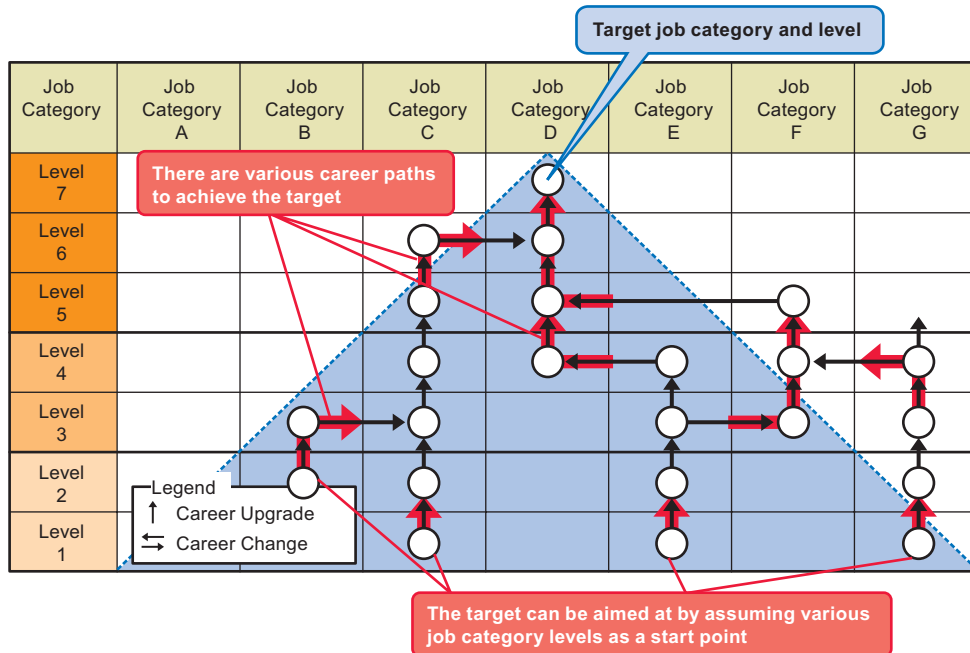 Target job category and level
Job
Category
Job
Category
A
Job
Category
B
Job
Category
C
Job
Category
D
Job
Category
E
Job
Category
F
Job
Category
G
Level
7
There are various career paths
to achieve the target
Level
6
Level
5
Level
4
Level
3
Level
2
Legend
Career Upgrade
Career Change
Level
1
The target can be aimed at by assuming various
job category levels as a start point